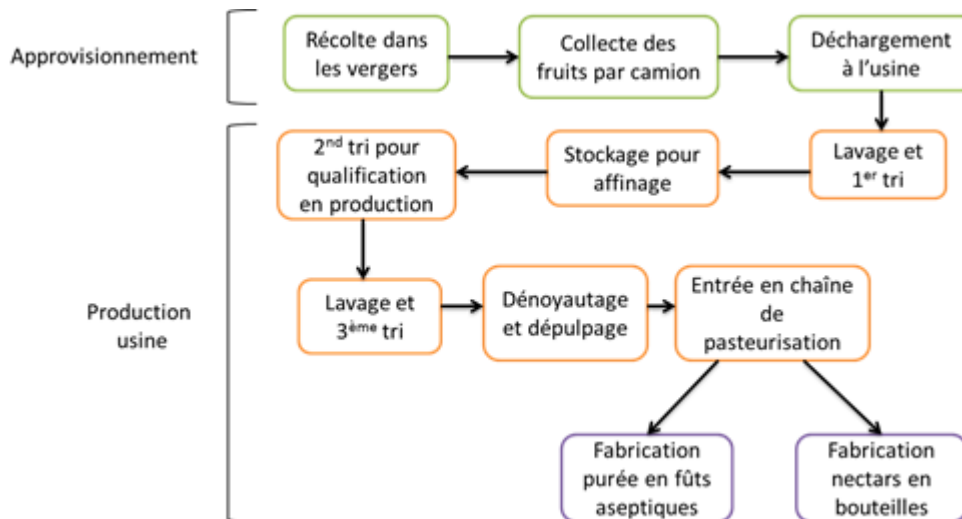 Approvisionnement
Récolte dans
les vergers
Collecte des
fruits par camion
Déchargement
à l’usine
Lavage et
1er tri
Stockage pour
affinage
2nd tri pour
qualification
en production
Production
usine
Lavage et
3ème tri
Dénoyautage
et dépulpage
Entrée en chaîne
de
pasteurisation
Fabrication
purée en fûts
aseptiques
Fabrication
nectars en
bouteilles